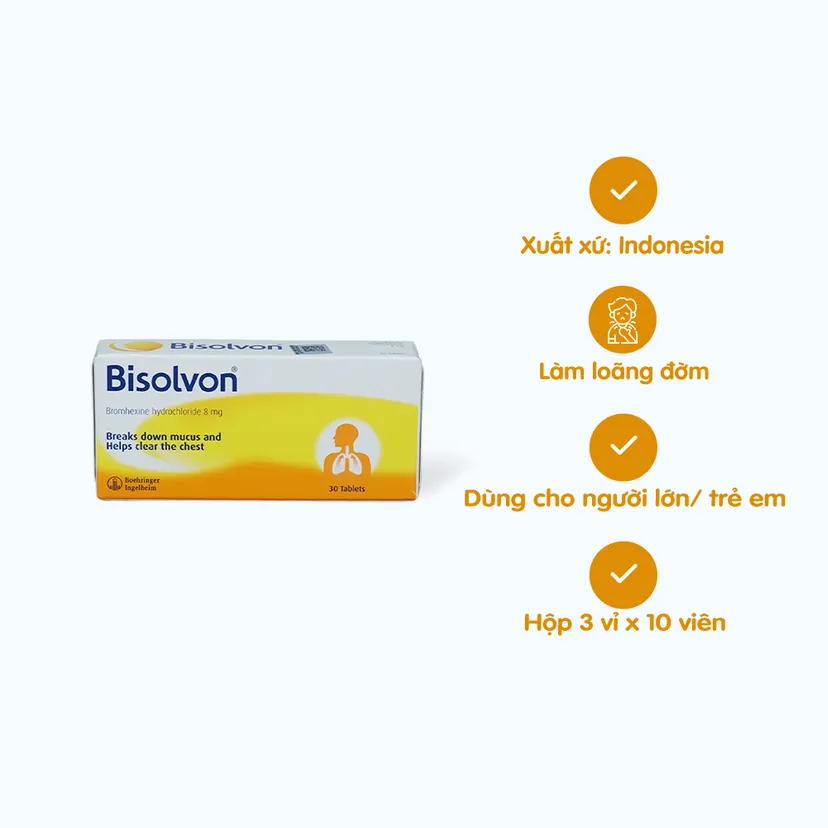 Bisolvon
Bisolvon®
Bromhexine hydrochloride 8 mg
Breaks down mucus and
Helps clear the chest
Boehringer
Ingelheim
30 Tablets
Xuất xứ: Indonesia
Làm loãng đờm
Dùng cho người lớn/ trẻ em
Hộp 3 vỉ x 10 viên